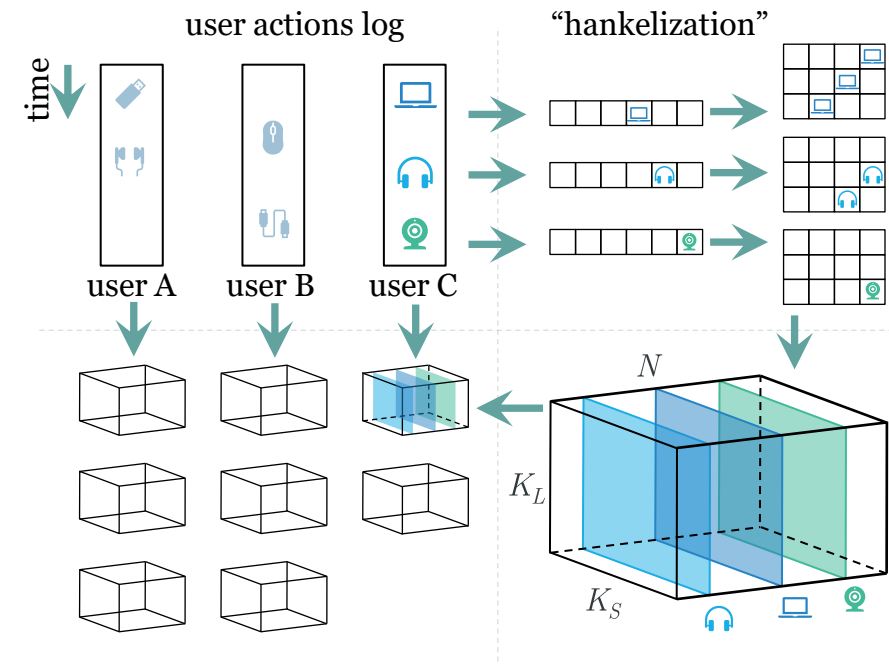 user actions log
“hankelization”
time
user A
user B
user C
N
K_L
K_S